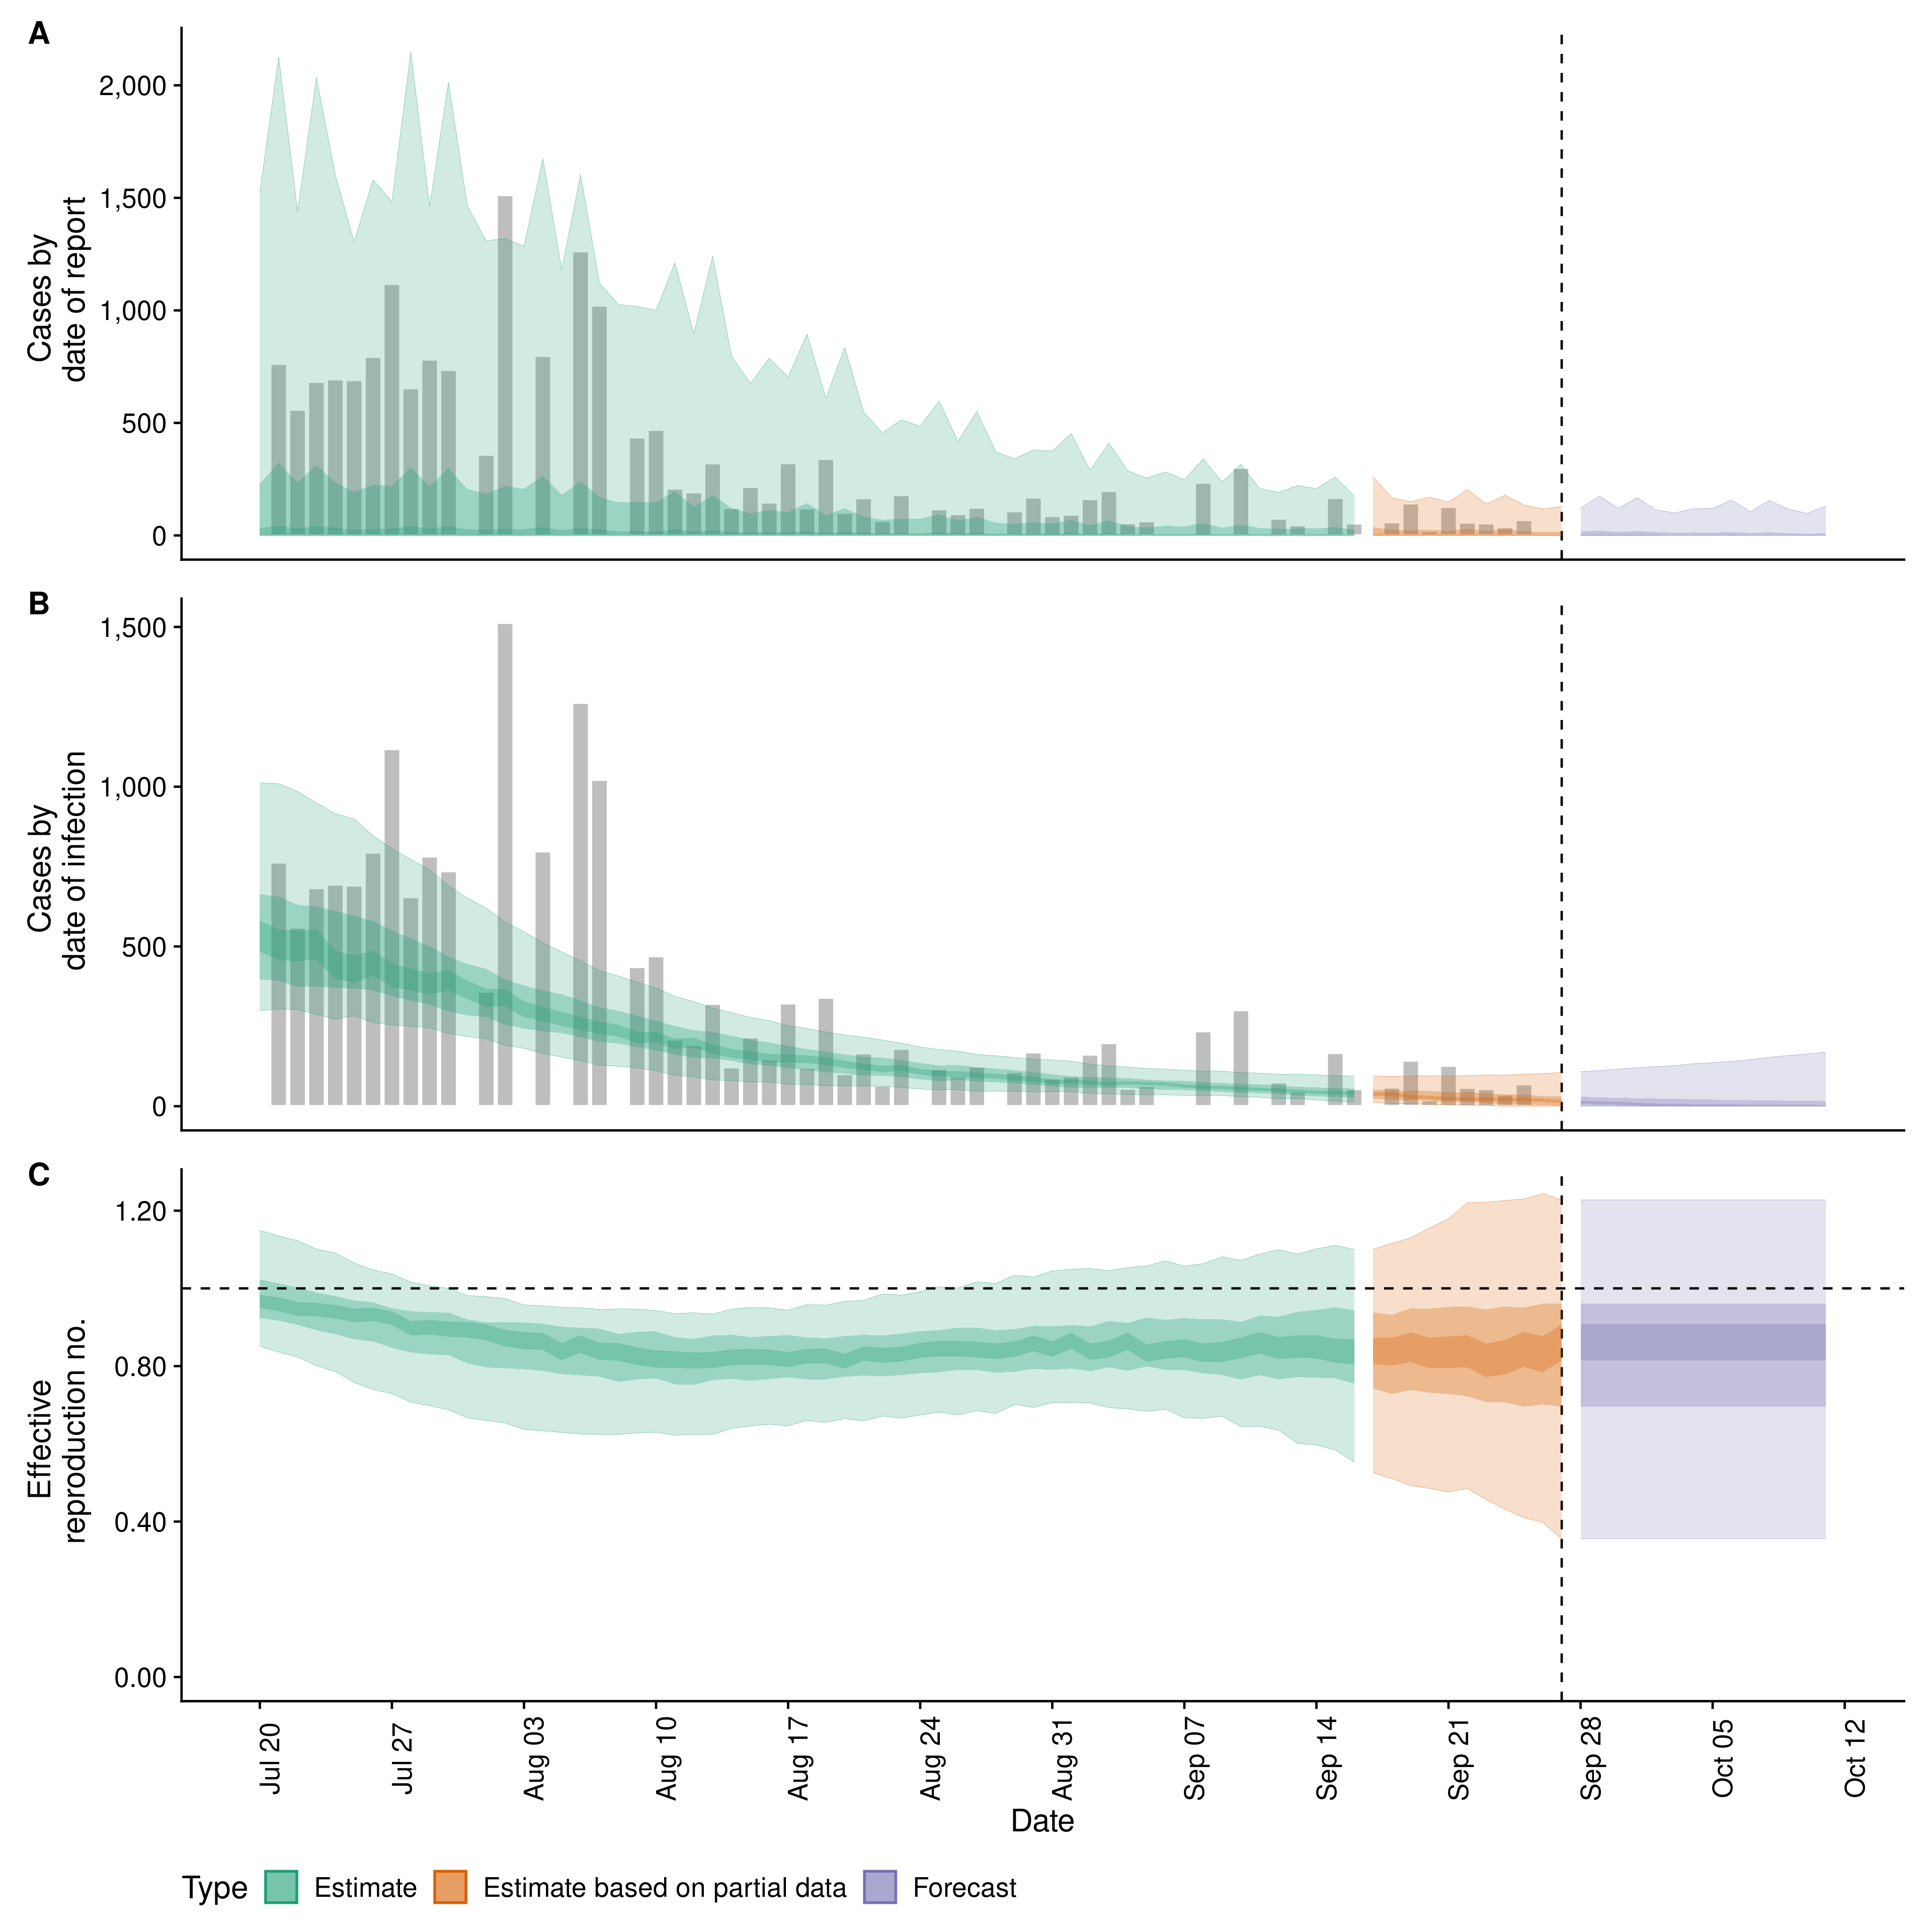 A
2,000
1,500
1,000
500
0
Cases by
date of report
B
1,500
1,000
500
0
Cases by
date of infection
C
1.20
0.80
0.40
0.00
Effective
reproduction no.
Jul 20
Jul 27
Aug 03
Aug 10
Aug 17
Aug 24
Aug 31
Sep 07
Sep 14
Sep 21
Sep 28
Oct 05
Oct 12
Date
Type Estimate Estimate based on partial data Forecast